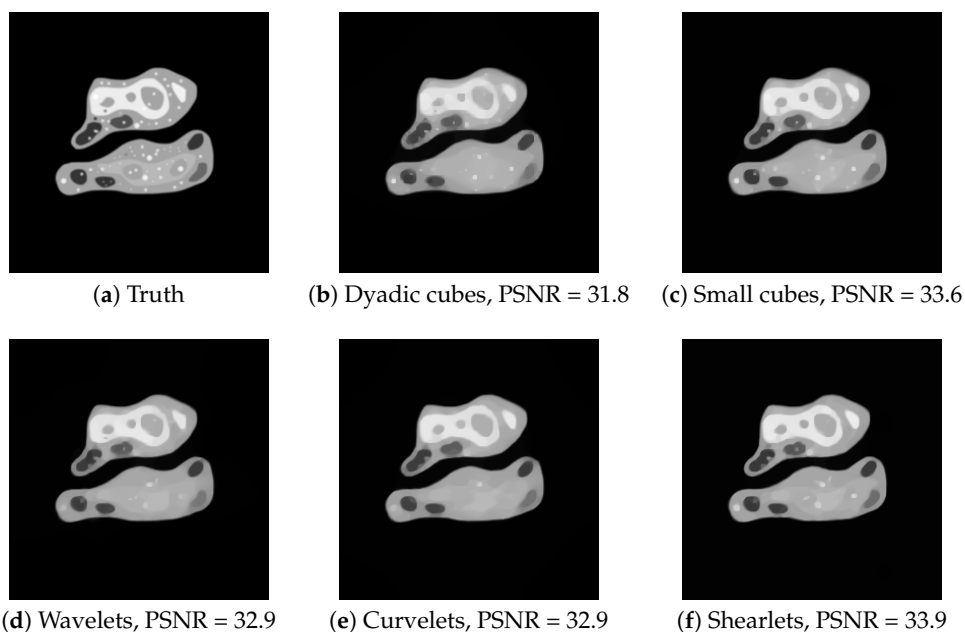 (a) Truth
(b) Dyadic cubes, PSNR = 31.8
(c) Small cubes, PSNR = 33.6
(d) Wavelets, PSNR = 32.9
(e) Curvelets, PSNR = 32.9
(f) Shearlets, PSNR = 33.9